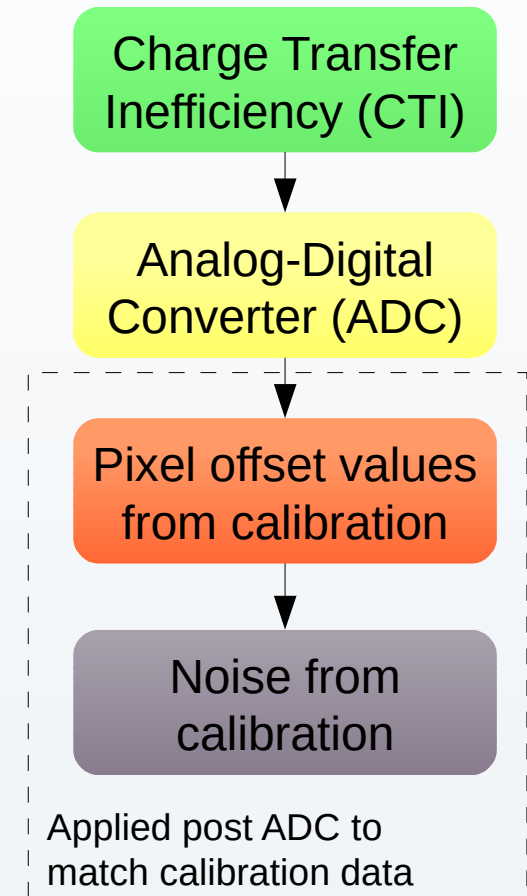 Charge Transfer
Inefficiency (CTI)
Analog-Digital
Converter (ADC)
Pixel offset values
from calibration
Noise from
calibration
Applied post ADC to
match calibration data